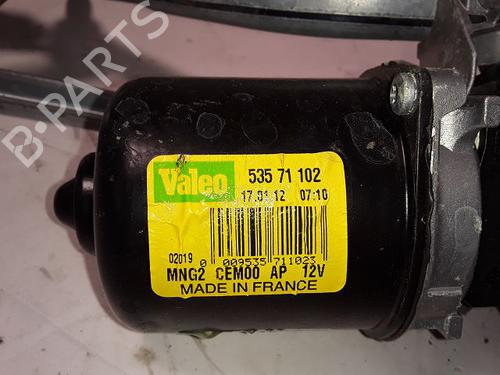 B-PARTS
Valeo 535 71 102
17.01.12 07:10
02019 0 009535 711023
MNG2 CEM00 AP 12V
MADE IN FRANCE